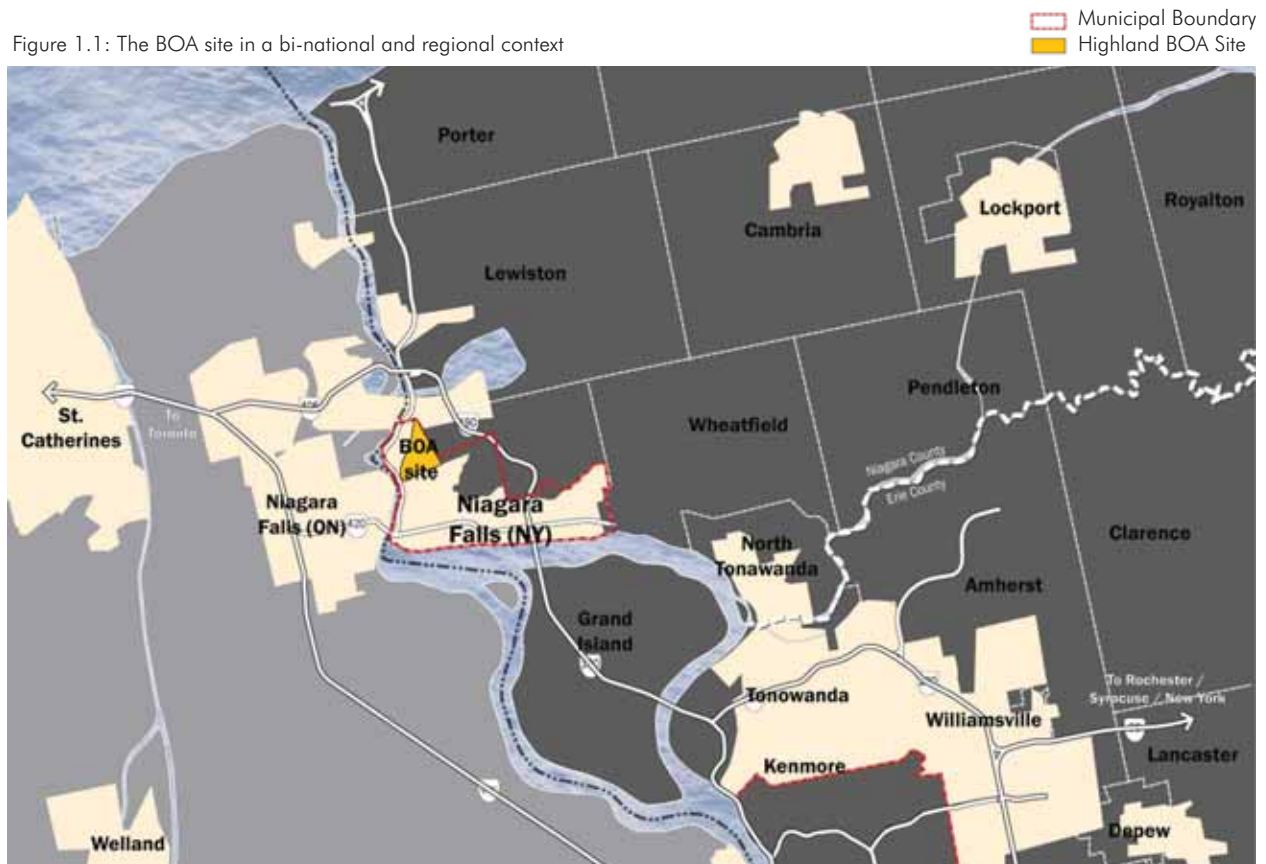 Municipal Boundary
Highland BOA Site
Figure 1.1: The BOA site in a bi-national and regional context
Porter
Lockport
Royalton
Cambria
Lewiston
Pendleton
St.
Catherines
To
Toronto
406
190
Wheatfield
BOA
site
Niagara County
Erie County
Niagara
Falls (ON)
420
Niagara
Falls (NY)
Clarence
North
Tonawanda
Amherst
Grand
Island
To Rochester /
Syracuse / New York
Tonowanda
Williamsville
Lancaster
Kenmore
Depew
Welland